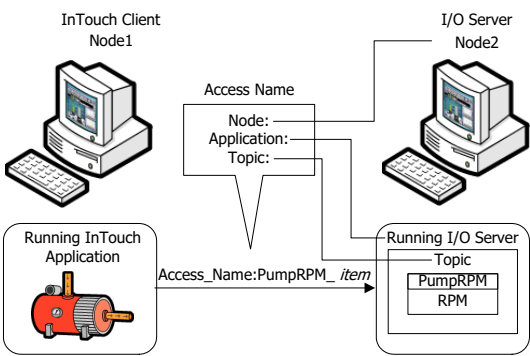 InTouch Client
Node1
I/O Server
Node2
Access Name
Node:
Application:
Topic:
Running InTouch
Application
Access_Name:PumpRPM_ item
Running I/O Server
Topic
PumpRPM
RPM